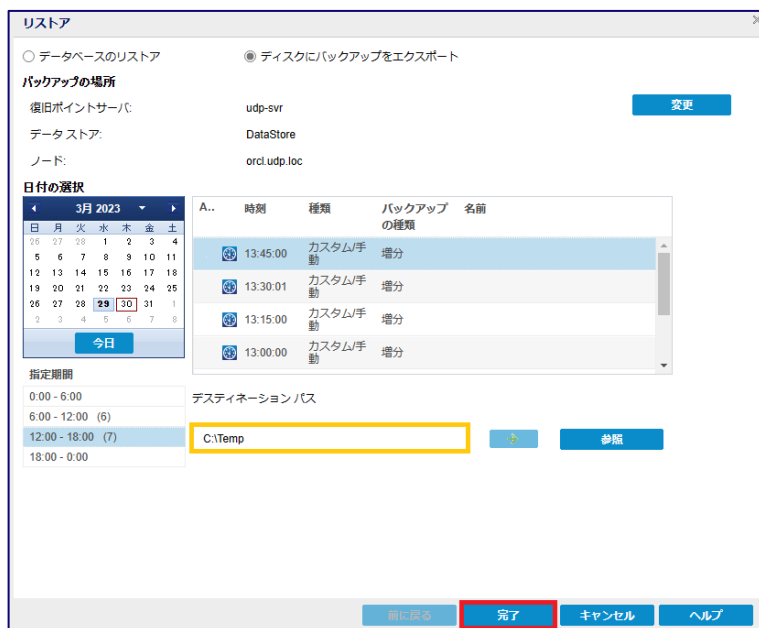 リストア
データベースのリストア
ディスクにバックアップをエクスポート
バックアップの場所
復旧ポイントサーバ:
udp-svr
変更
データ ストア:
DataStore
ノード:
orcl.udp.loc
日付の選択
3月 2023
日 月 火 水 木 金 土
26 27 28 1 2 3 4
5 6 7 8 9 10 11
12 13 14 15 16 17 18
19 20 21 22 23 24 25
26 27 28 29 30 31 1
2 3 4 5 6 7 8
今日
A.. 時刻 種類 バックアップ 名前
の種類
13:45:00 カスタム/手 増分
動
13:30:01 カスタム/手 増分
動
13:15:00 カスタム/手 増分
動
13:00:00 カスタム/手 増分
動
指定期間
0:00 - 6:00
6:00 - 12:00 (6)
12:00 - 18:00 (7)
18:00 - 0:00
デスティネーション パス
C:\Temp
参照
前に戻る
完了
キャンセル
ヘルプ